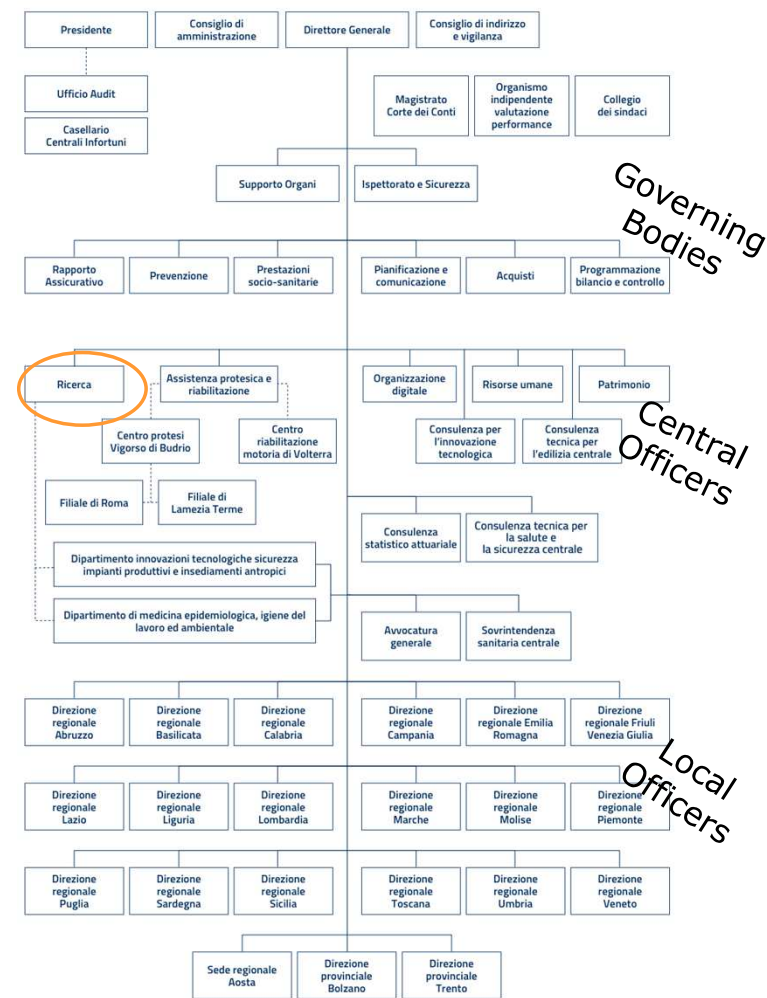 Presidente
Consiglio di
amministrazione
Direttore Generale
Consiglio di indirizzo
e vigilanza
Ufficio Audit
Magistrato
Corte dei Conti
Organismo
indipendente
valutazione
performance
Collegio
dei sindaci
Casellario
Centrali Infortuni
Supporto Organi
Ispettorato e Sicurezza
Governing
Bodies
Rapporto
Assicurativo
Prevenzione
Prestazioni
socio-sanitarie
Pianificazione e
comunicazione
Acquisti
Programmazione
bilancio e controllo
Ricerca
Assistenza protesica e
riabilitazione
Organizzazione
digitale
Risorse umane
Patrimonio
Centro protesi
Vigorso di Budrio
Centro
riabilitazione
motoria di Volterra
Consulenza per
l'innovazione
tecnologica
Consulenza
tecnica per
l'edilizia centrale
Central
Officers
Filiale di Roma
Filiale di
Lamezia Terme
Consulenza
statistico attuariale
Consulenza tecnica per
la salute e
la sicurezza centrale
Dipartimento innovazioni tecnologiche sicurezza
impianti produttivi e insediamenti antropici
Dipartimento di medicina epidemiologica, igiene del
lavoro ed ambientale
Avvocatura
generale
Sovrintendenza
sanitaria centrale
Direzione
regionale
Abruzzo
Direzione
regionale
Basilicata
Direzione
regionale
Calabria
Direzione
regionale
Campania
Direzione
regionale Emilia
Romagna
Direzione
regionale Friuli
Venezia Giulia
Local
Officers
Direzione
regionale
Lazio
Direzione
regionale
Liguria
Direzione
regionale
Lombardia
Direzione
regionale
Marche
Direzione
regionale
Molise
Direzione
regionale
Piemonte
Direzione
regionale
Puglia
Direzione
regionale
Sardegna
Direzione
regionale
Sicilia
Direzione
regionale
Toscana
Direzione
regionale
Umbria
Direzione
regionale
Veneto
Sede regionale
Aosta
Direzione
provinciale
Bolzano
Direzione
provinciale
Trento